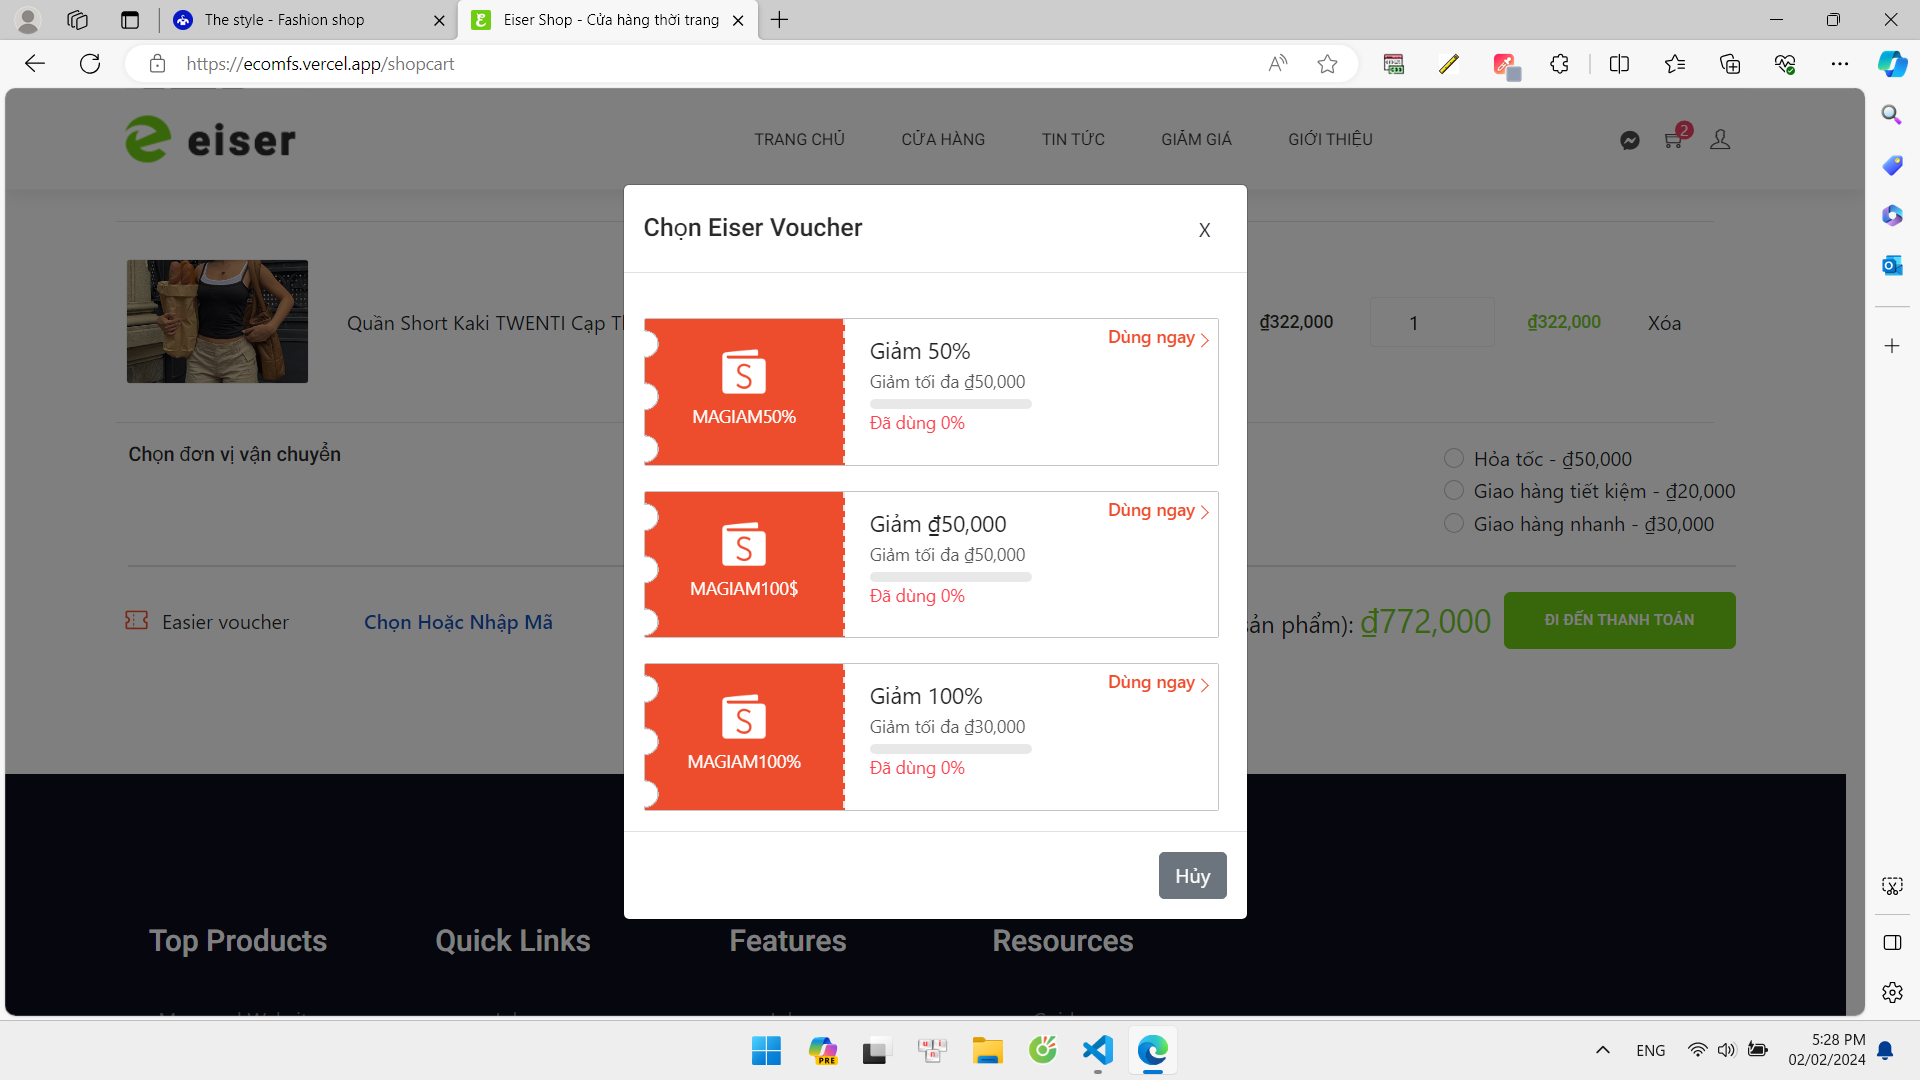 The style - Fashion shop
Eiser Shop - Cửa hàng thời trang
https://ecomfs.vercel.app/shopcart
eiser
TRANG CHỦ
CỬA HÀNG
TIN TỨC
GIẢM GIÁ
GIỚI THIỆU
2
Chọn Eiser Voucher
X
Quần Short Kaki TWENTI Cạp
₫322,000
1
₫322,000
Xóa
S
MAGIAM50%
Giảm 50%
Dùng ngay
Giảm tối đa ₫50,000
Đã dùng 0%
Chọn đơn vị vận chuyển
Hỏa tốc - ₫50,000
Giao hàng tiết kiệm - ₫20,000
Giao hàng nhanh - ₫30,000
S
MAGIAM100$
Giảm ₫50,000
Dùng ngay
Giảm tối đa ₫50,000
Đã dùng 0%
Easier voucher
Chọn Hoặc Nhập Mã
sản phẩm): ₫772,000
ĐI ĐẾN THANH TOÁN
S
MAGIAM100%
Giảm 100%
Dùng ngay
Giảm tối đa ₫30,000
Đã dùng 0%
Hủy
Top Products
Quick Links
Features
Resources
PRE
ENG
5:28 PM
02/02/2024